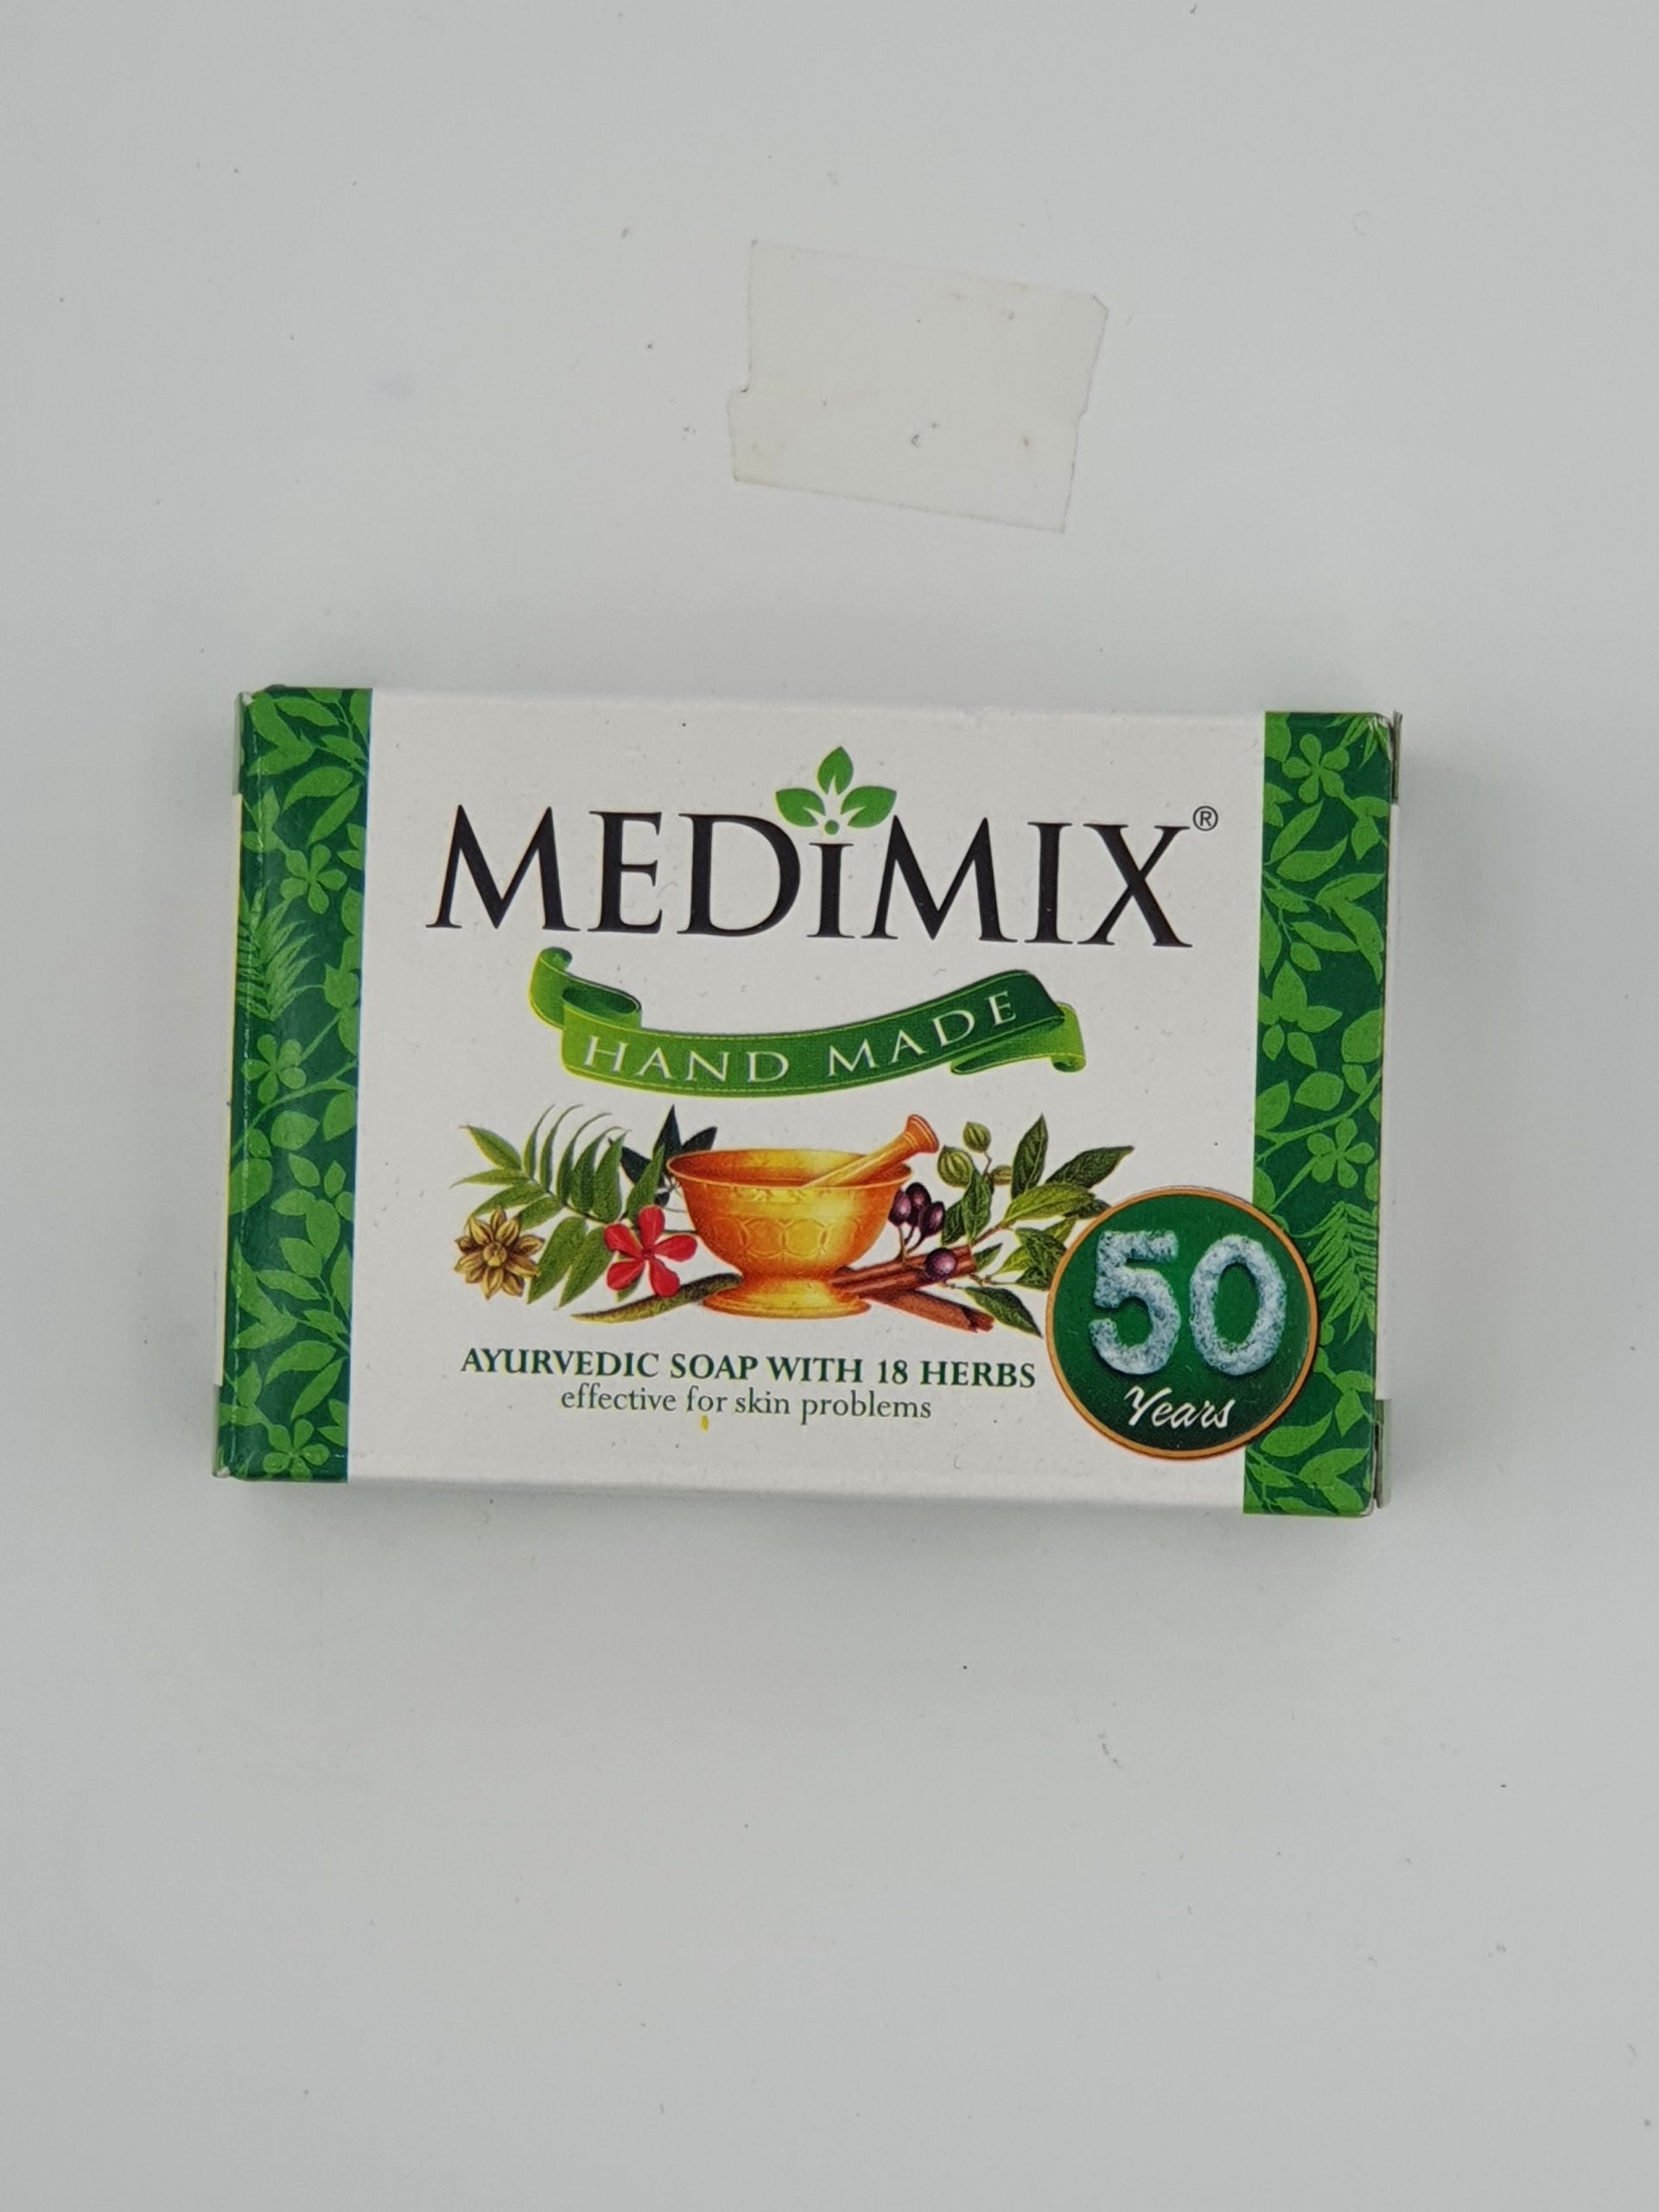 MEDiMIX®
HAND MADE
AYURVEDIC SOAP WITH 18 HERBS
effective for skin problems
50
Years